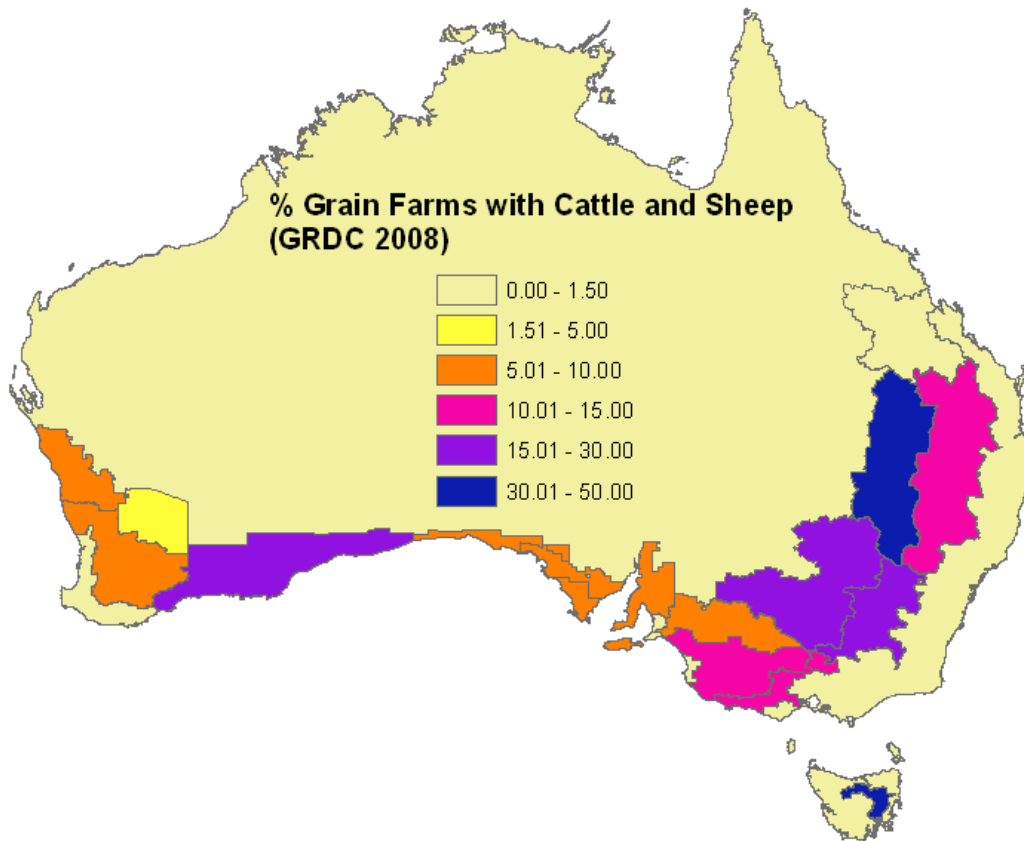 % Grain Farms with Cattle and Sheep
(GRDC 2008)
0.00 - 1.50
1.51 - 5.00
5.01 - 10.00
10.01 - 15.00
15.01 - 30.00
30.01 - 50.00